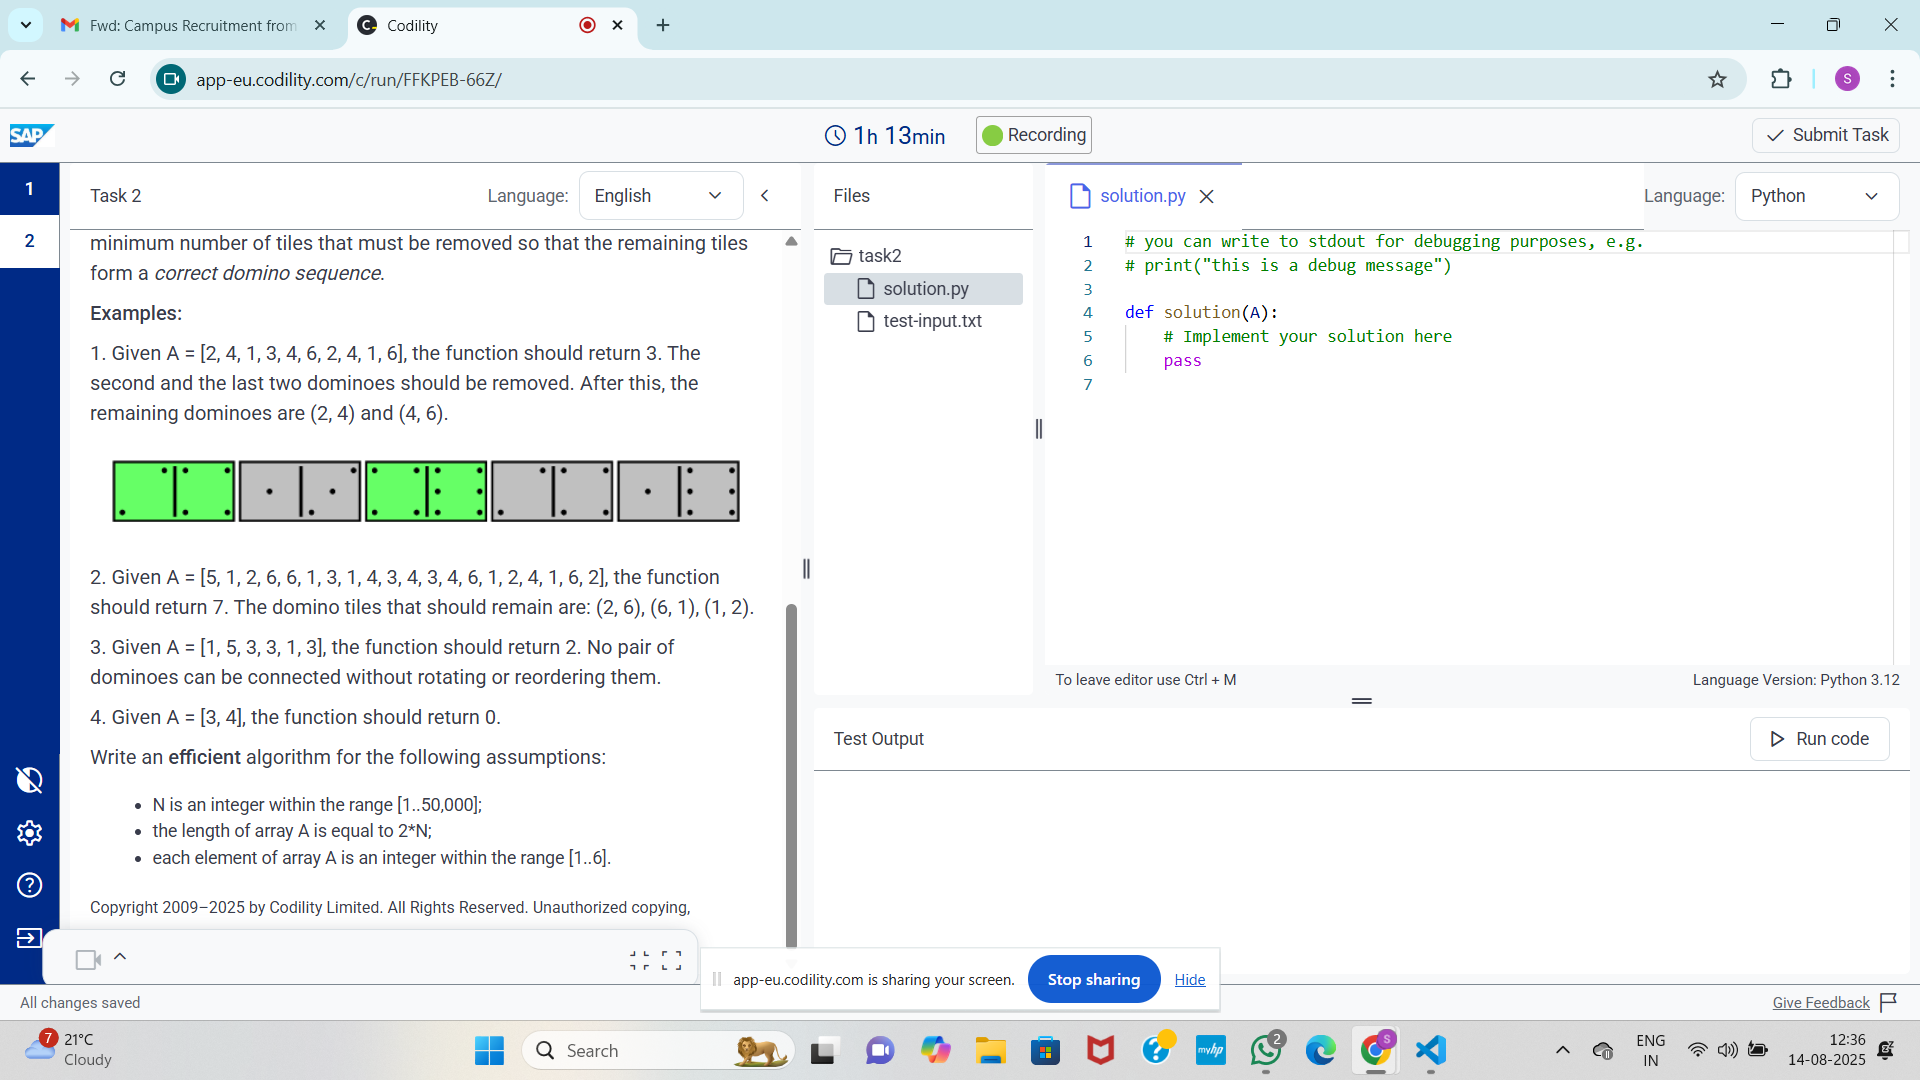 Fwd: Campus Recruitment from
Codility
app-eu.codility.com/c/run/FFKPEB-66Z/
S
SAP
1h 13min
Recording
Submit Task
1
2
Task 2
Language:
English
minimum number of tiles that must be removed so that the remaining tiles
form a correct domino sequence.
Examples:
1. Given A = [2, 4, 1, 3, 4, 6, 2, 4, 1, 6], the function should return 3. The
second and the last two dominoes should be removed. After this, the
remaining dominoes are (2, 4) and (4, 6).
2. Given A = [5, 1, 2, 6, 6, 1, 3, 1, 4, 3, 4, 3, 4, 6, 1, 2, 4, 1, 6, 2], the function
should return 7. The domino tiles that should remain are: (2, 6), (6, 1), (1, 2).
3. Given A = [1, 5, 3, 3, 1, 3], the function should return 2. No pair of
dominoes can be connected without rotating or reordering them.
4. Given A = [3, 4], the function should return 0.
Write an efficient algorithm for the following assumptions:
• N is an integer within the range [1..50,000];
• the length of array A is equal to 2*N;
• each element of array A is an integer within the range [1..6].
Copyright 2009–2025 by Codility Limited. All Rights Reserved. Unauthorized copying,
Files
task2
solution.py
test-input.txt
solution.py
Language:
Python
1 # you can write to stdout for debugging purposes, e.g.
2 # print("this is a debug message")
3
4 def solution(A):
5 # Implement your solution here
6 pass
7
To leave editor use Ctrl + M
Language Version: Python 3.12
Test Output
Run code
app-eu.codility.com is sharing your screen.
Stop sharing
Hide
All changes saved
Give Feedback
7
21°C
Cloudy
Search
myhp
2
S
ENG
IN
12:36
14-08-2025